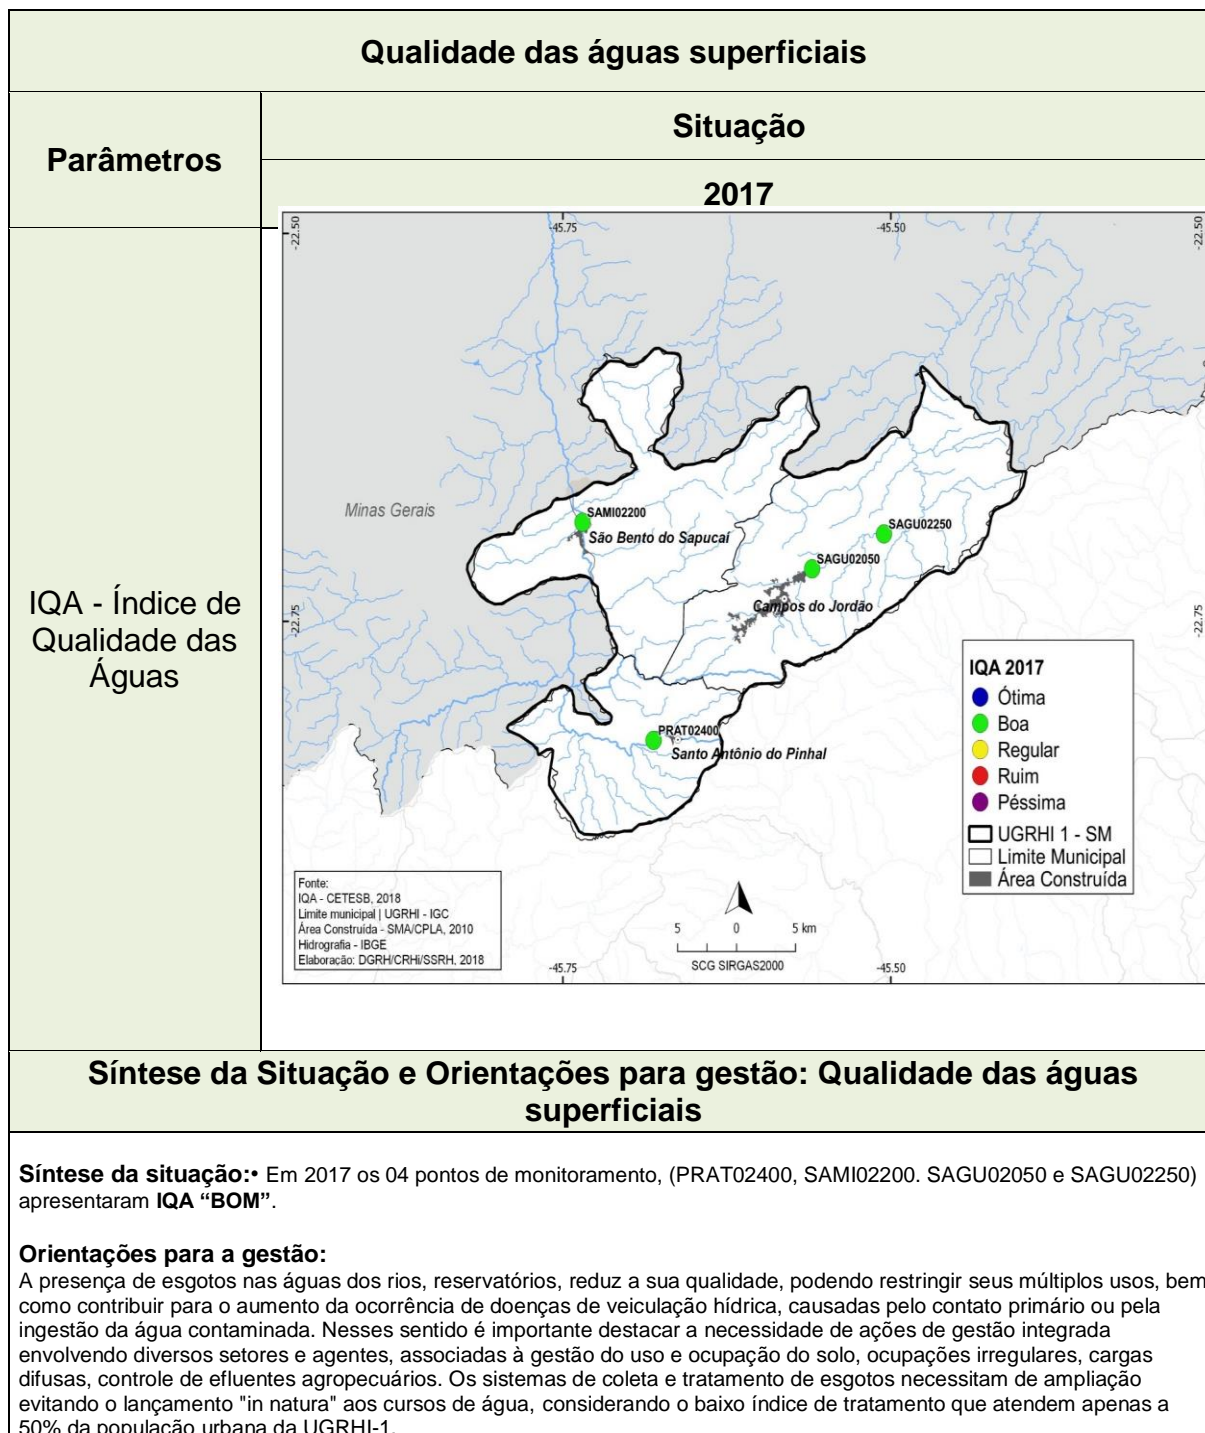 Qualidade das águas superficiais
Parâmetros
Situação
2017
IQA - Índice de
Qualidade das
Águas
-22.50
-45.75
-45.50
-22.50
Minas Gerais
SAMI02200
São Bento do Sapucaí
SAGU02250
SAGU02050
Campos do Jordão
-22.75
-22.75
PRAT02400
Santo Antônio do Pinhal
IQA 2017
Ótima
Boa
Regular
Ruim
Péssima
UGRHI 1 - SM
Limite Municipal
Área Construída
Fonte:
IQA - CETESB, 2018
Limite municipal | UGRHI - IGC
Área Construída - SMA/CPLA, 2010
Hidrografia - IBGE
Elaboração: DGRH/CRHi/SSRH, 2018
5 0 5 km
SCG SIRGAS2000
-45.75
-45.50
Síntese da Situação e Orientações para gestão: Qualidade das águas
superficiais
Síntese da situação:• Em 2017 os 04 pontos de monitoramento, (PRAT02400, SAMI02200. SAGU02050 e SAGU02250)
apresentaram IQA “BOM”.
Orientações para a gestão:
A presença de esgotos nas águas dos rios, reservatórios, reduz a sua qualidade, podendo restringir seus múltiplos usos, bem
como contribuir para o aumento da ocorrência de doenças de veiculação hídrica, causadas pelo contato primário ou pela
ingestão da água contaminada. Nesses sentido é importante destacar a necessidade de ações de gestão integrada
envolvendo diversos setores e agentes, associadas à gestão do uso e ocupação do solo, ocupações irregulares, cargas
difusas, controle de efluentes agropecuários. Os sistemas de coleta e tratamento de esgotos necessitam de ampliação
evitando o lançamento "in natura" aos cursos de água, considerando o baixo índice de tratamento que atendem apenas a
50% da população urbana da UGRHI-1.